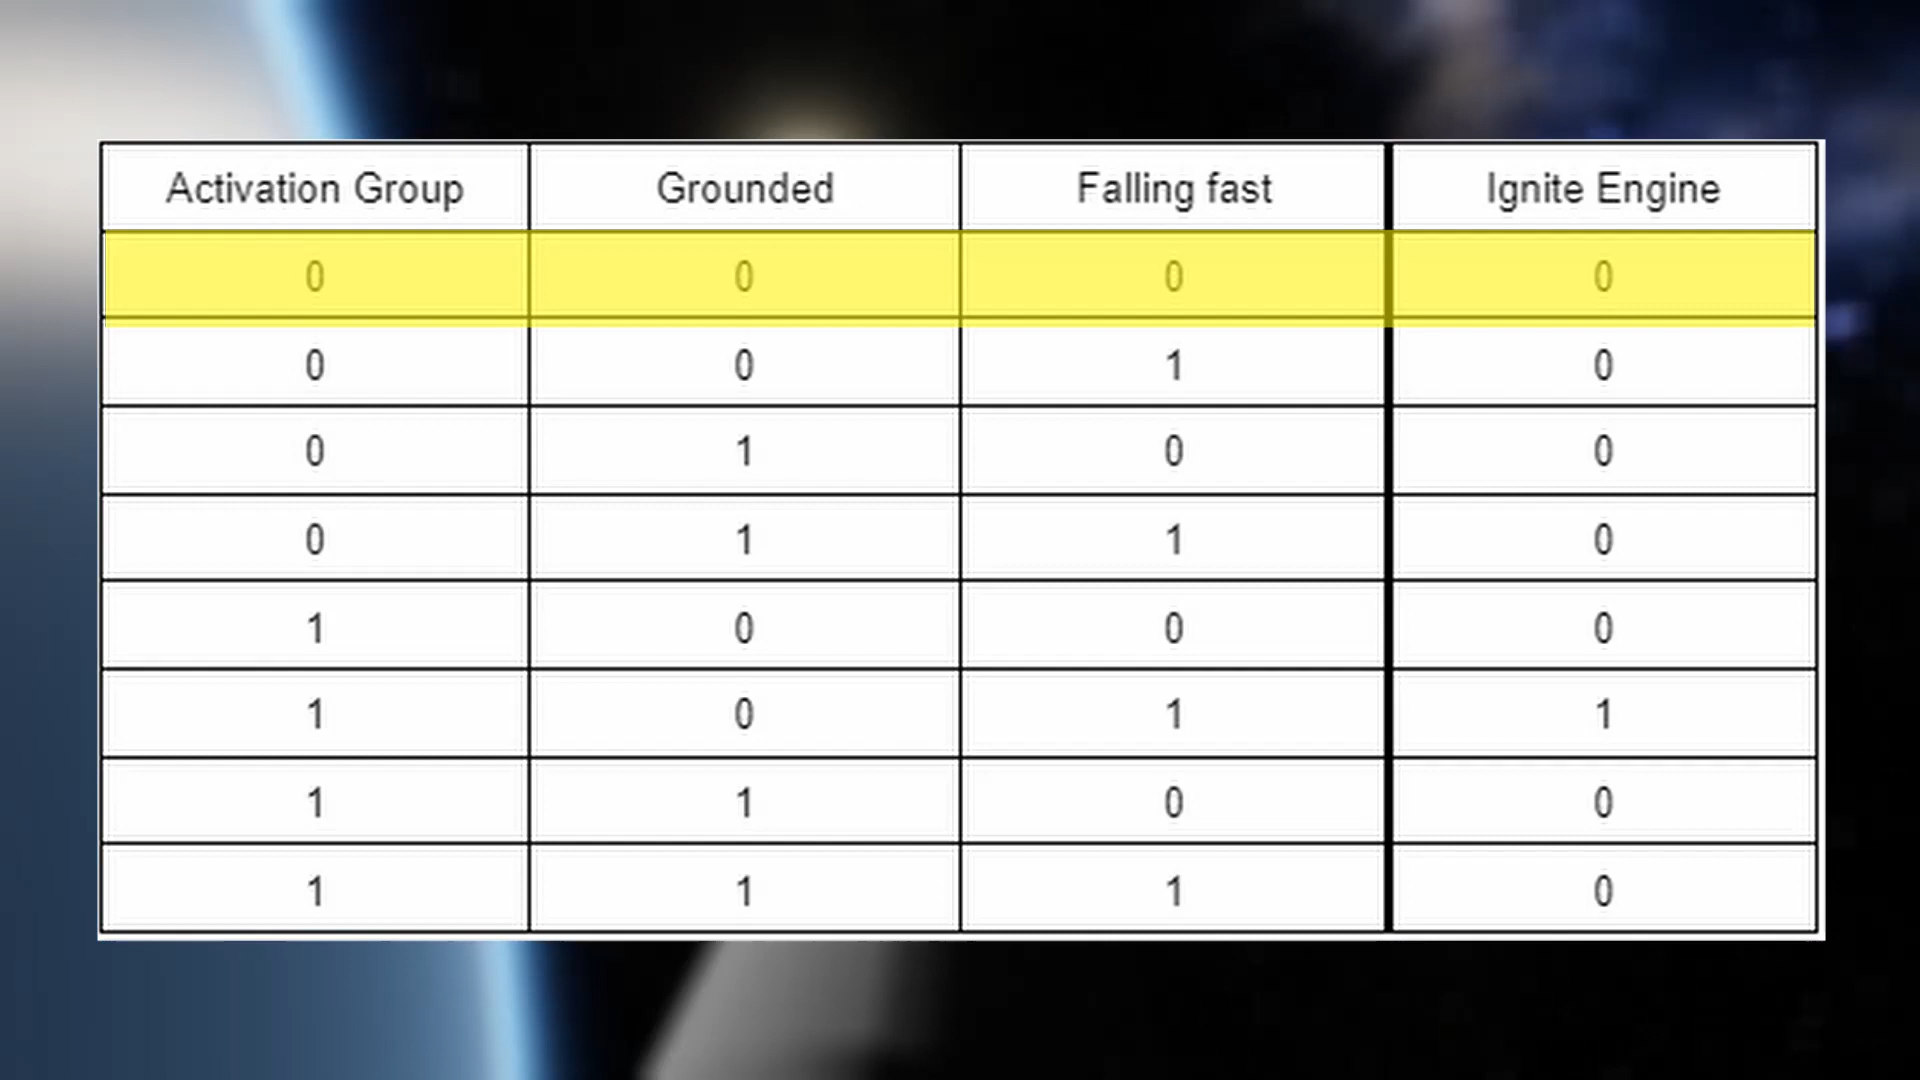 Activation Group Grounded Falling fast Ignite Engine
0 0 0 0
0 0 1 0
0 1 0 0
0 1 1 0
1 0 0 0
1 0 1 1
1 1 0 0
1 1 1 0